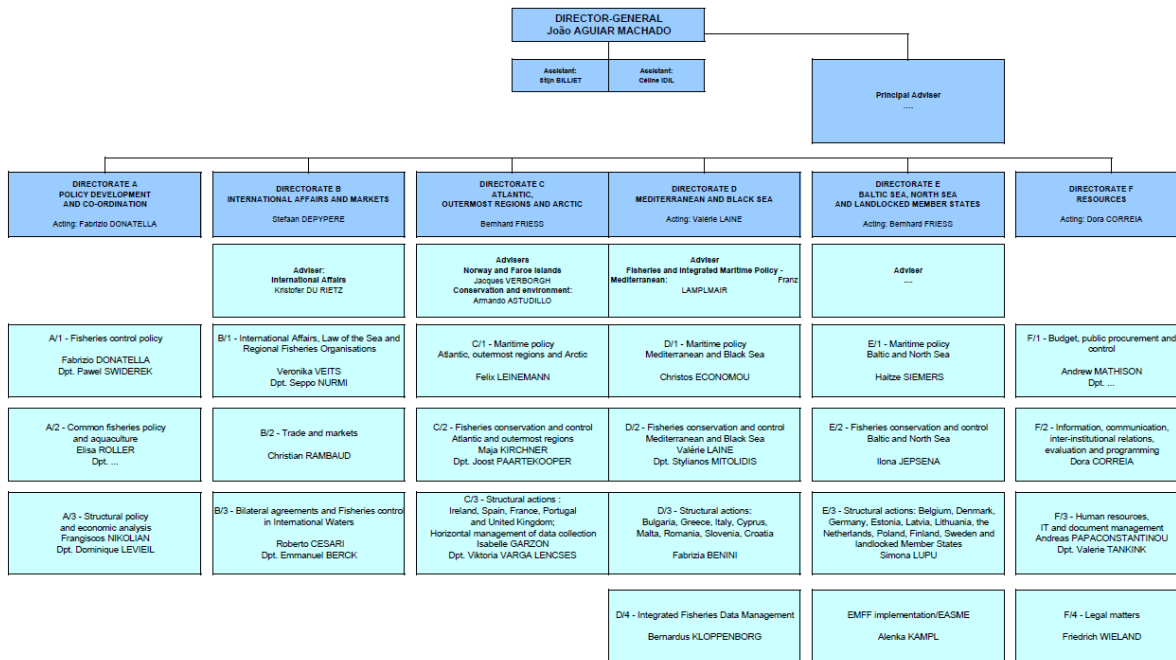 DIRECTOR-GENERAL
João AGUIAR MACHADO
Assistant:
Stijn BILLIET
Assistant:
Céline IDIL
Principal Adviser
....
DIRECTORATE A
POLICY DEVELOPMENT
AND CO-ORDINATION
Acting: Fabrizio DONATELLA
DIRECTORATE B
INTERNATIONAL AFFAIRS AND MARKETS
Stefaan DEPYPERE
DIRECTORATE C
ATLANTIC,
OUTERMOST REGIONS AND ARCTIC
Bernhard FRIESS
DIRECTORATE D
MEDITERRANEAN AND BLACK SEA
Acting: Valérie LAINE
DIRECTORATE E
BALTIC SEA, NORTH SEA
AND LANDLOCKED MEMBER STATES
Acting: Bernhard FRIESS
DIRECTORATE F
RESOURCES
Acting: Dora CORREIA
Adviser:
International Affairs
Kristofer DU RIETZ
Advisers
Norway and Faroe Islands
Jacques VERBORGH
Conservation and environment:
Armando ASTUDILLO
Adviser
Fisheries and Integrated Maritime Policy -
Mediterranean: Franz
LAMPLMAIR
Adviser
....
A/1 - Fisheries control policy
Fabrizio DONATELLA
Dpt. Pawel SWIDEREK
B/1 - International Affairs, Law of the Sea and
Regional Fisheries Organisations
Veronika VEITS
Dpt. Seppo NURMI
C/1 - Maritime policy
Atlantic, outermost regions and Arctic
Felix LEINEMANN
D/1 - Maritime policy
Mediterranean and Black Sea
Christos ECONOMOU
E/1 - Maritime policy
Baltic and North Sea
Haitze SIEMERS
F/1 - Budget, public procurement and
control
Andrew MATHISON
Dpt. ...
A/2 - Common fisheries policy
and aquaculture
Elisa ROLLER
Dpt. ...
B/2 - Trade and markets
Christian RAMBAUD
C/2 - Fisheries conservation and control
Atlantic and outermost regions
Maja KIRCHNER
Dpt. Joost PAARTEKOOPER
D/2 - Fisheries conservation and control
Mediterranean and Black Sea
Valérie LAINE
Dpt. Stylianos MITOLIDIS
E/2 - Fisheries conservation and control
Baltic and North Sea
Ilona JEPSENA
F/2 - Information, communication,
inter-institutional relations,
evaluation and programming
Dora CORREIA
A/3 - Structural policy
and economic analysis
Frangiscos NIKOLIAN
Dpt. Dominique LEVIEIL
B/3 - Bilateral agreements and Fisheries control
in International Waters
Roberto CESARI
Dpt. Emmanuel BERCK
C/3 - Structural actions :
Ireland, Spain, France, Portugal
and United Kingdom;
Horizontal management of data collection
Isabelle GARZON
Dpt. Viktoria VARGA LENCSES
D/3 - Structural actions:
Bulgaria, Greece, Italy, Cyprus,
Malta, Romania, Slovenia, Croatia
Fabrizia BENINI
E/3 - Structural actions: Belgium, Denmark,
Germany, Estonia, Latvia, Lithuania, the
Netherlands, Poland, Finland, Sweden and
landlocked Member States
Simona LUPU
F/3 - Human resources,
IT and document management
Andreas PAPACONSTANTINOU
Dpt. Valerie TANKINK
D/4 - Integrated Fisheries Data Management
Bernardus KLOPPENBORG
EMFF implementation/EASME
Alenka KAMPL
F/4 - Legal matters
Friedrich WIELAND